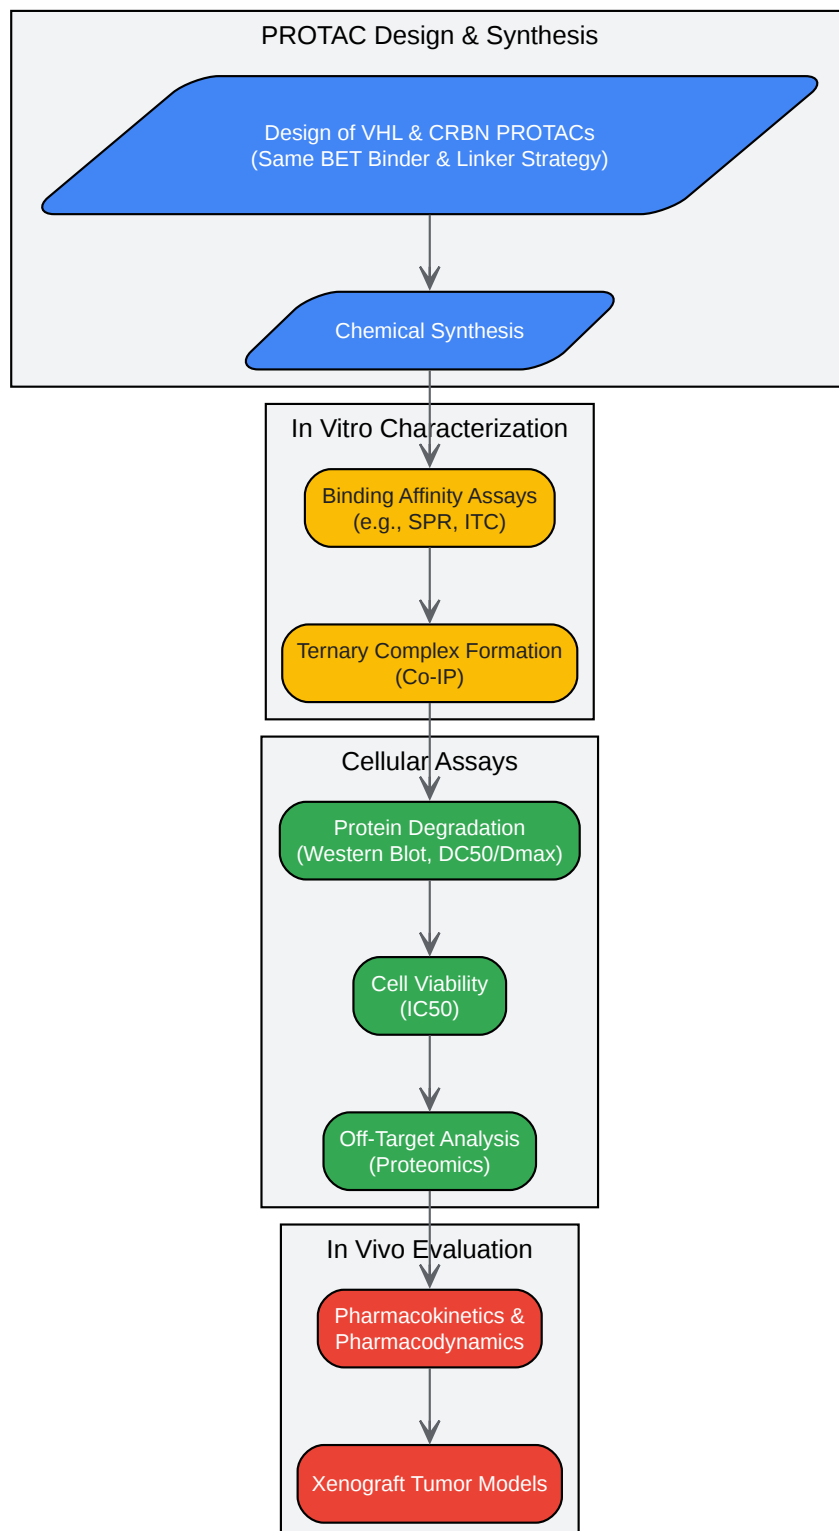 PROTAC Design & Synthesis
Design of VHL & CRBN PROTACs
(Same BET Binder & Linker Strategy)
Chemical Synthesis
In Vitro Characterization
Binding Affinity Assays
(e.g., SPR, ITC)
Ternary Complex Formation
(Co-IP)
Cellular Assays
Protein Degradation
(Western Blot, DC50/Dmax)
Cell Viability
(IC50)
Off-Target Analysis
(Proteomics)
In Vivo Evaluation
Pharmacokinetics &
Pharmacodynamics
Xenograft Tumor Models